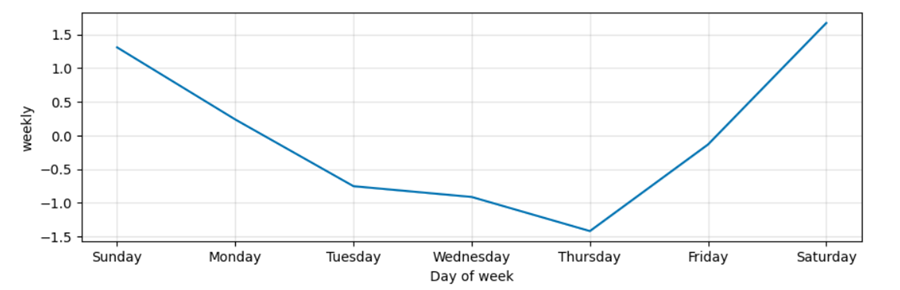 1.5
1.0
0.5
0.0
−0.5
−1.0
−1.5
weekly
Sunday Monday Tuesday Wednesday Thursday Friday Saturday
Day of week